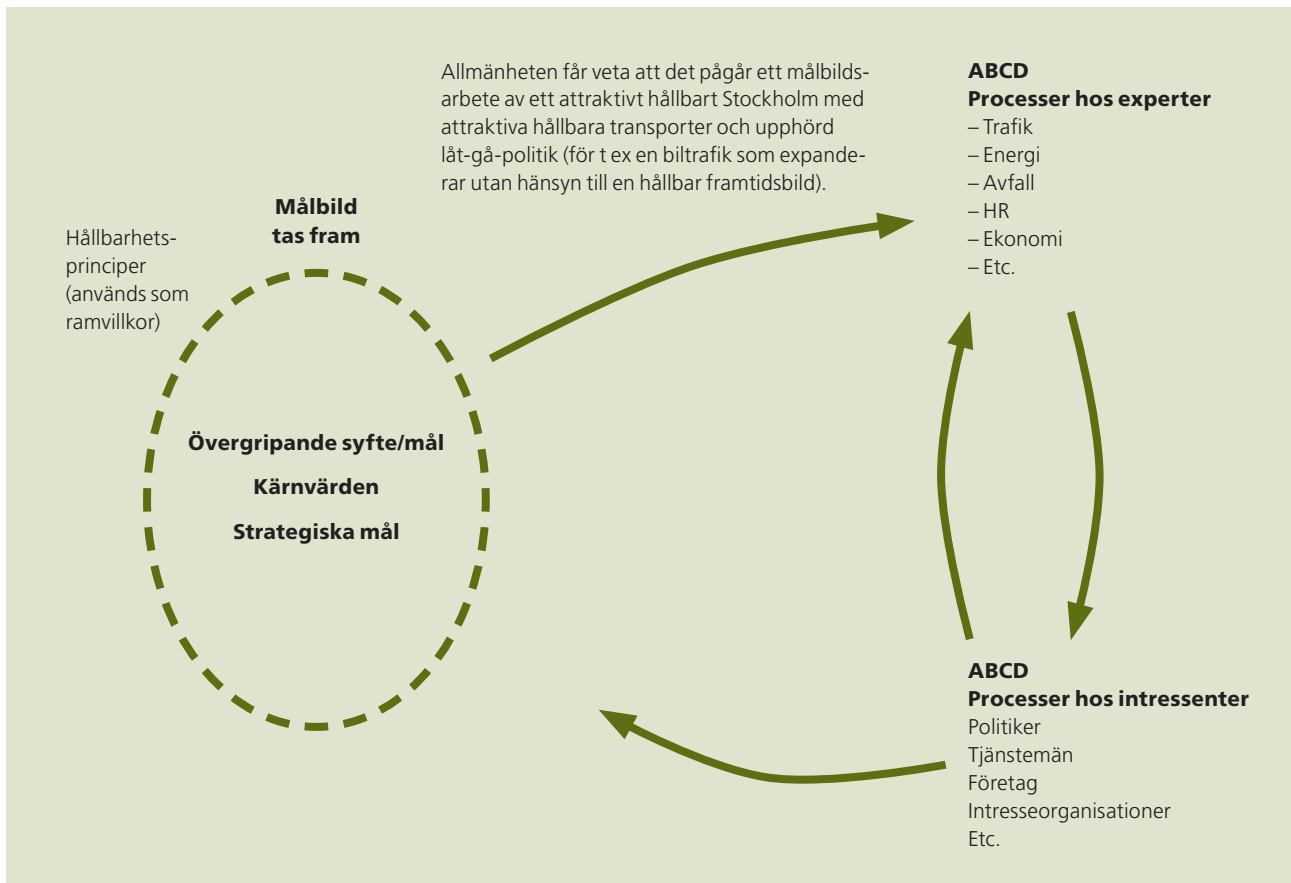 Allmänheten får veta att det pågår ett målbilds-
arbete av ett attraktivt hållbart Stockholm med
attraktiva hållbara transporter och upphörd
låt-gå-politik (för t ex en biltrafik som expande-
rar utan hänsyn till en hållbar framtidsbild).
ABCD
Processer hos experter
– Trafik
– Energi
– Avfall
– HR
– Ekonomi
– Etc.
Målbild
tas fram
Hållbarhets-
principer
(används som
ramvillkor)
Övergripande syfte/mål
Kärnvärden
Strategiska mål
ABCD
Processer hos intressenter
Politiker
Tjänstemän
Företag
Intresseorganisationer
Etc.